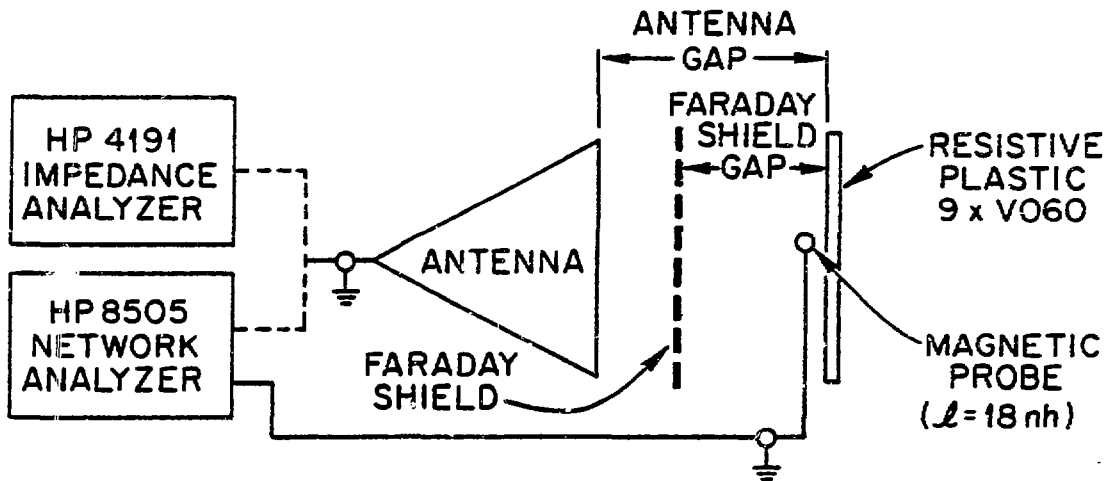 ANTENNA
GAP
HP 4191
IMPEDANCE
ANALYZER
FARADAY
SHIELD
GAP
RESISTIVE
PLASTIC
9 x VO60
ANTENNA
HP 8505
NETWORK
ANALYZER
FARADAY
SHIELD
MAGNETIC
PROBE
(ℓ = 18 nh)